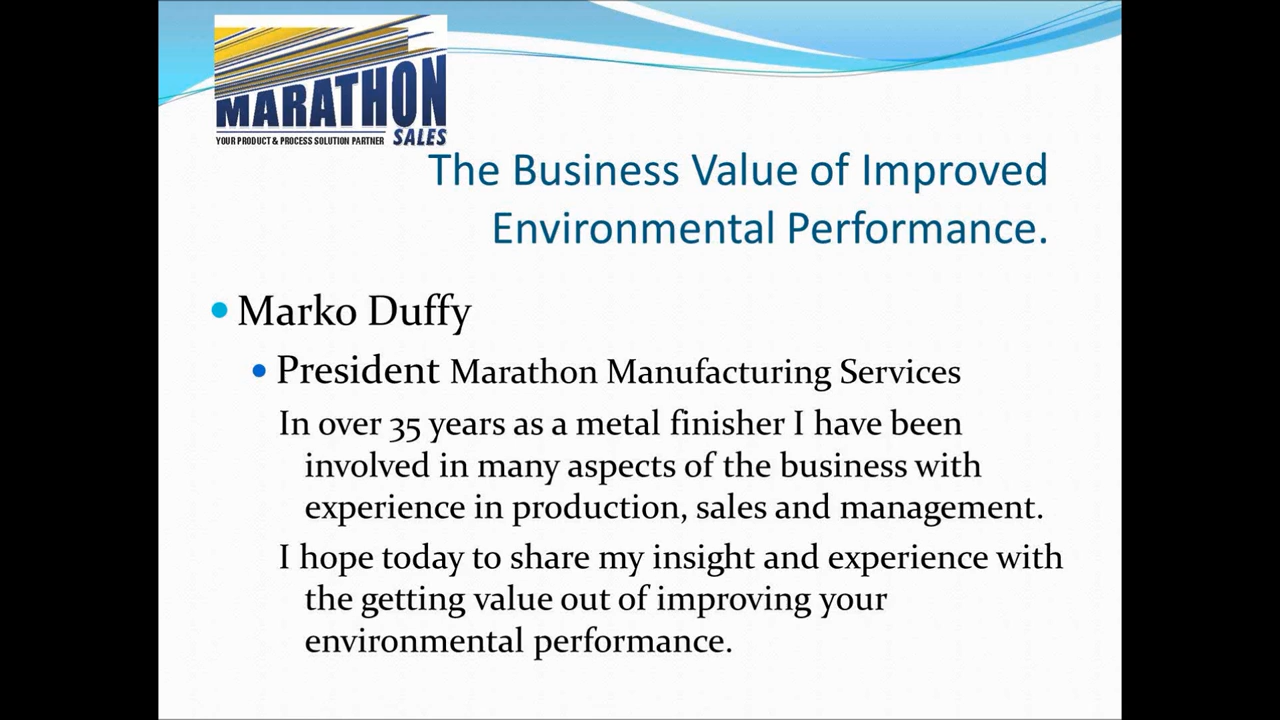 MARATHON
SALES
YOUR PRODUCT & PROCESS SOLUTION PARTNER
The Business Value of Improved
Environmental Performance.
• Marko Duffy
• President Marathon Manufacturing Services
In over 35 years as a metal finisher I have been
involved in many aspects of the business with
experience in production, sales and management.
I hope today to share my insight and experience with
the getting value out of improving your
environmental performance.